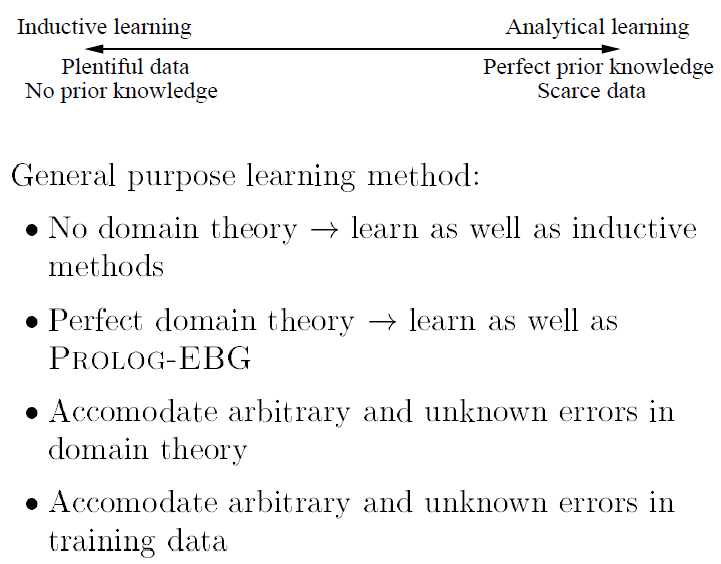 Inductive learning
Analytical learning
Plentiful data
No prior knowledge
Perfect prior knowledge
Scarce data
General purpose learning method:
• No domain theory → learn as well as inductive
methods
• Perfect domain theory → learn as well as
PROLOG-EBG
• Accomodate arbitrary and unknown errors in
domain theory
• Accomodate arbitrary and unknown errors in
training data